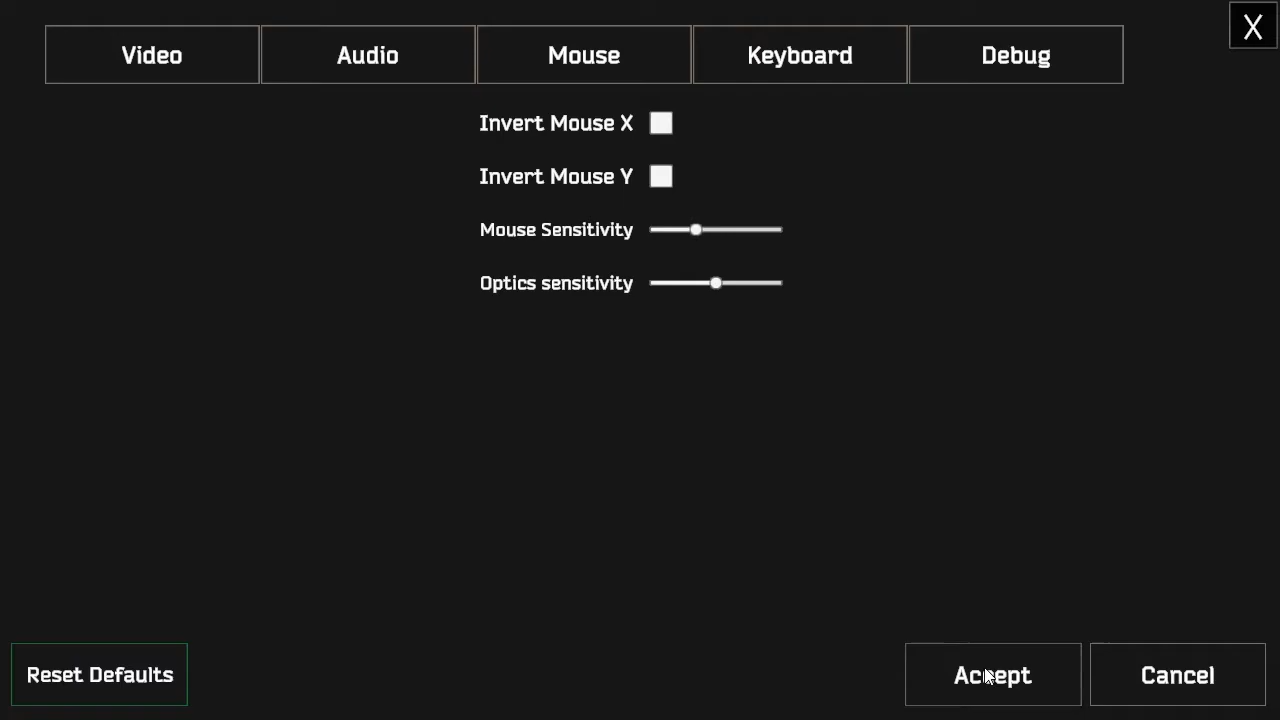 X
Video Audio Mouse Keyboard Debug
Invert Mouse X
Invert Mouse Y
Mouse Sensitivity
Optics sensitivity
Reset Defaults Accept Cancel